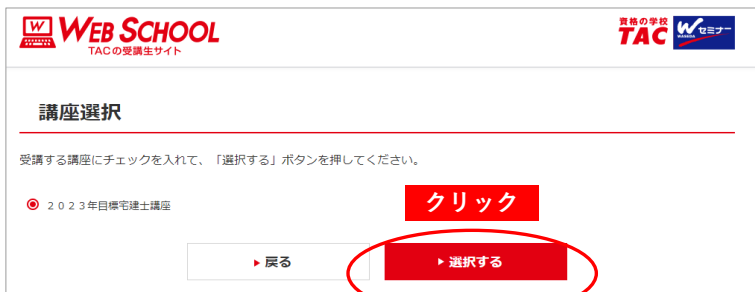 WEB SCHOOL
TACの受講生サイト
資格の学校
TAC
Wセミナー
WASEDA
講座選択
受講する講座にチェックを入れて、「選択する」ボタンを押してください。
２０２３年目標宅建士講座
クリック
戻る
選択する